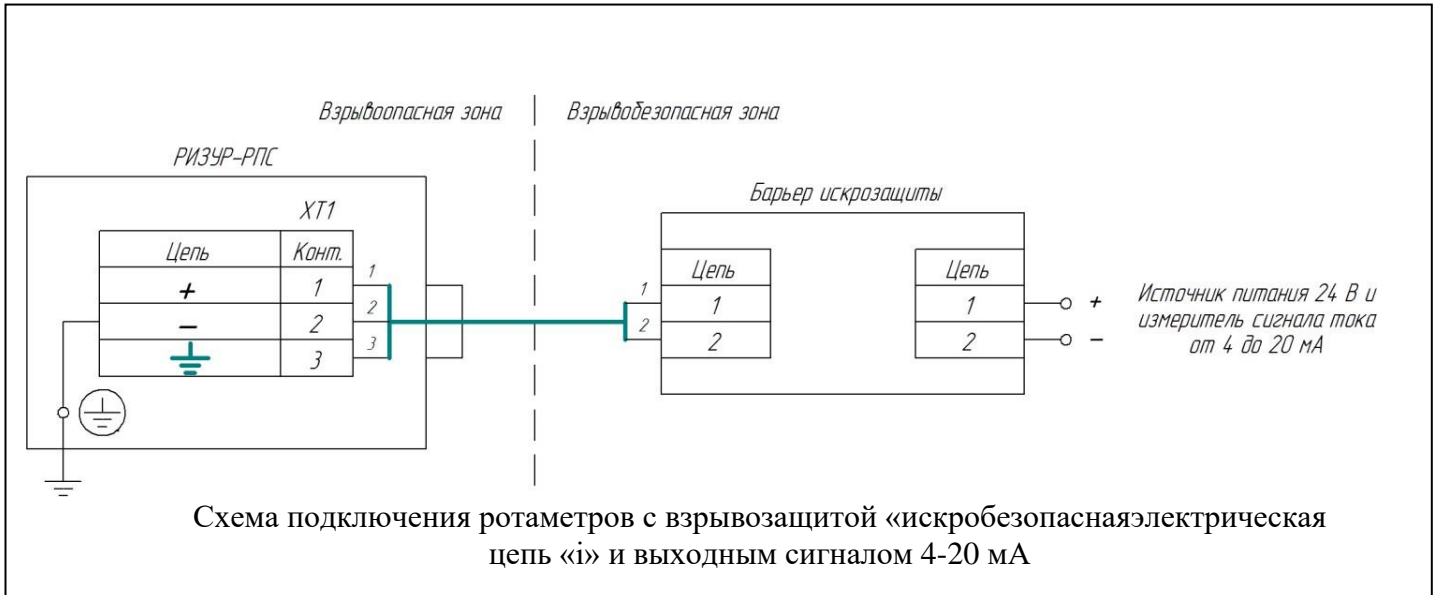 Взрывоопасная зона
Взрывобезопасная зона
РИЗУР-РПС
XT1
Цепь Конт.
+ 1
− 2
3
1
2
3
Барьер искрозащиты
1
2
Цепь
1
2
Цепь
1
2
+
−
Источник питания 24 В и
измеритель сигнала тока
от 4 до 20 мА
Схема подключения ротаметров с взрывозащитой «искробезопаснаяэлектрическая
цепь «i» и выходным сигналом 4-20 мА